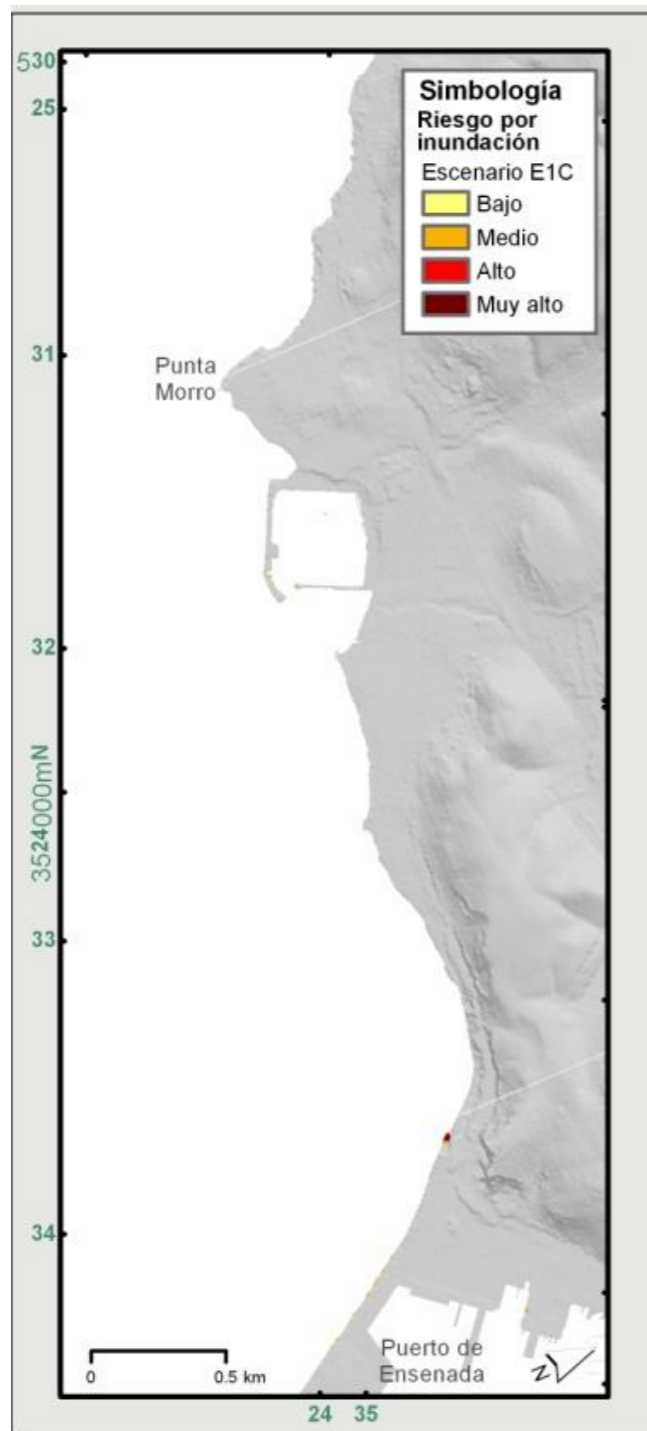 530
25
Simbología
Riesgo por
inundación
Escenario E1C
Bajo
Medio
Alto
Muy alto
31
Punta
Morro
32
3524000mN
33
34
Puerto de
Ensenada
0
0.5 km
N
24
35